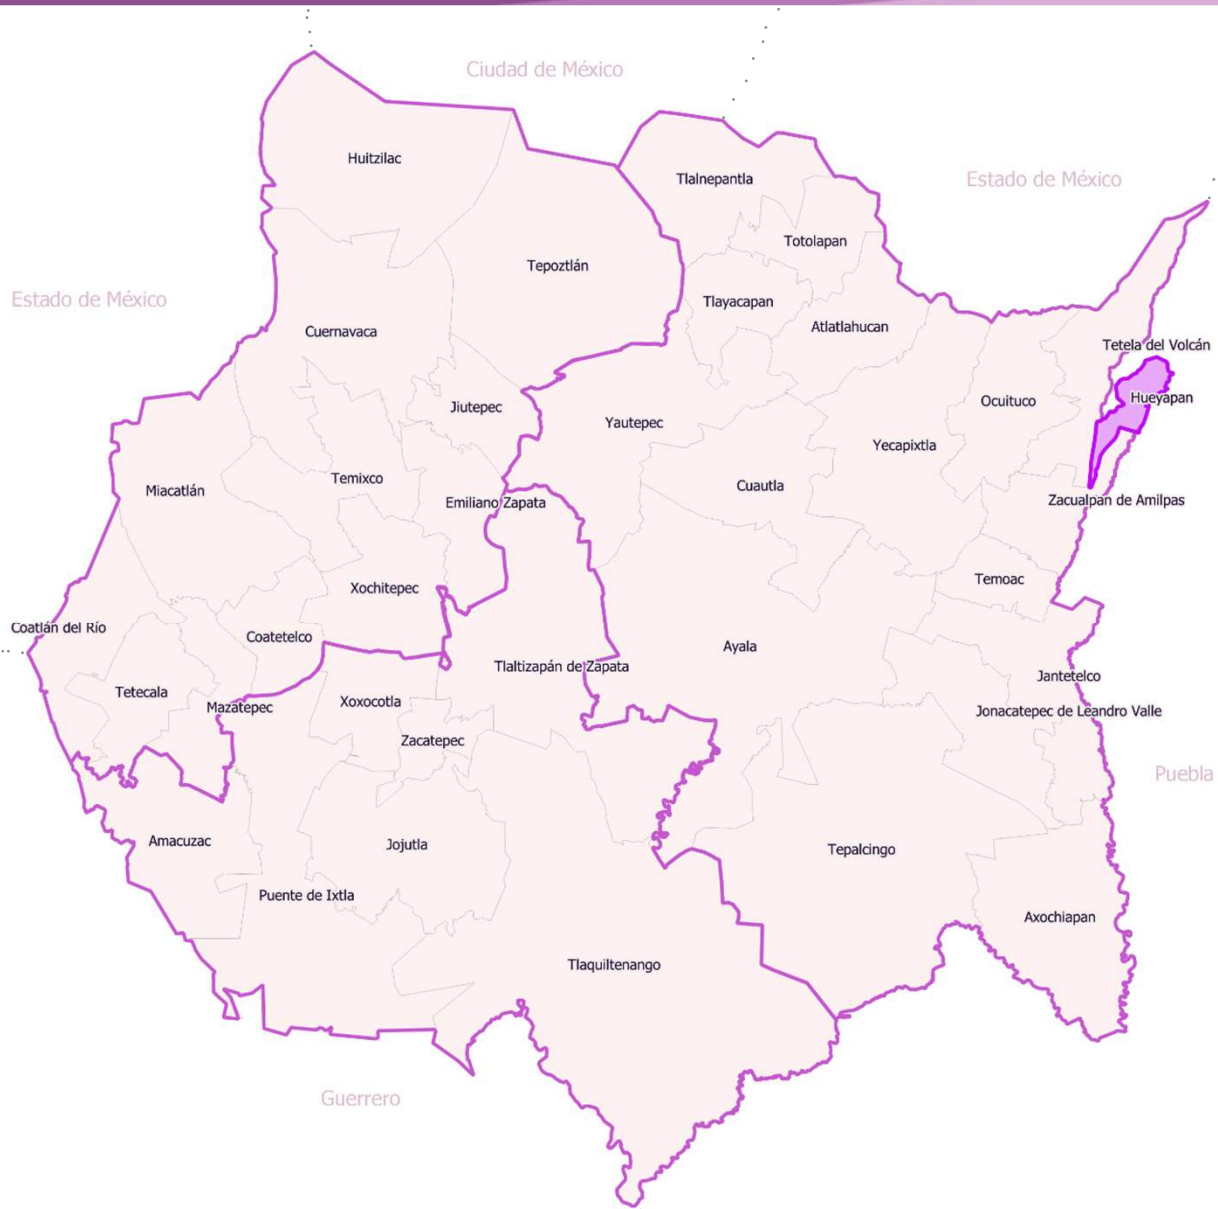 Ciudad de México
Huitzilac
Tlalnepantla
Estado de México
Totolapan
Tepoztlán
Estado de México
Tlayacapan
Atlatlahucan
Cuernavaca
Tetela del Volcán
Hueyapan
Ocuituco
Jiutepec
Yautepec
Yecapixtla
Temixco
Cuautla
Miacatlán
Zacualpan de Amilpas
Emiliano Zapata
Temoac
Xochitepec
Coatlán del Río
Coatetelco
Ayala
Tlaltizapán de Zapata
Jantetelco
Tetecala
Xoxocotla
Mazatepec
Jonacatepec de Leandro Valle
Zacatepec
Puebla
Amacuzac
Jojutla
Tepalcingo
Puente de Ixtla
Axochiapan
Tlaquiltenango
Guerrero